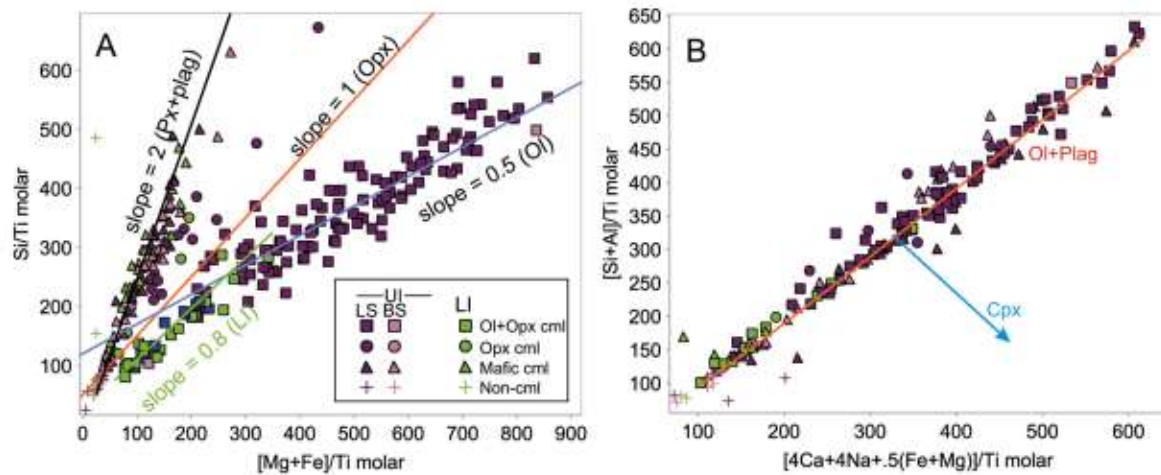 A
600
500
400
300
200
100
0
100
200
300
400
500
600
700
800
900
Si/Ti molar
[Mg+Fe]/Ti molar
slope = 2 (Px+plag)
slope = 1 (Opx)
slope = 0.5 (Ol)
slope = 0.8 (LI)
UI
LS BS LI
Ol+Opx cml
Opx cml
Mafic cml
Non-cml
B
650
600
550
500
450
400
350
300
250
200
150
100
100
200
300
400
500
600
[Si+Al]/Ti molar
[4Ca+4Na+.5(Fe+Mg)]/Ti molar
Ol+Plag
Cpx